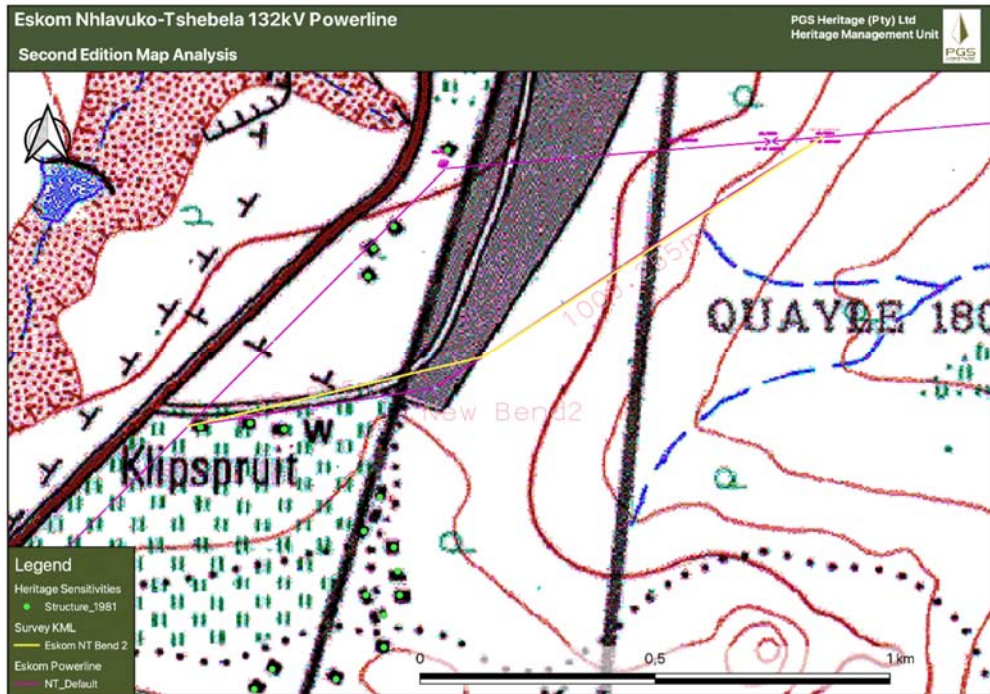 Eskom Nhlavuko-Tshebela 132kV Powerline
Second Edition Map Analysis
PGS Heritage (Pty) Ltd
Heritage Management Unit
PGS
HERITAGE
QUAYLE 180
New Bend2
W
Klipspruit
Legend
Heritage Sensitivities
Structure_1981
Survey KML
Eskom NT Bend 2
Eskom Powerline
NT_Default
0
0,5
1 km